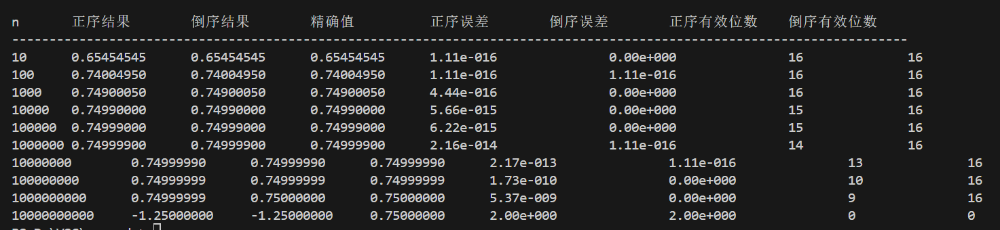 n 正序结果 倒序结果 精确值 正序误差 倒序误差 正序有效位数 倒序有效位数
------------------------------------------------------------------------------------------------------------------------
10 0.65454545 0.65454545 0.65454545 1.11e-016 0.00e+000 16 16
100 0.74004950 0.74004950 0.74004950 1.11e-016 1.11e-016 16 16
1000 0.74900050 0.74900050 0.74900050 4.44e-016 0.00e+000 16 16
10000 0.74990000 0.74990000 0.74990000 5.66e-015 0.00e+000 15 16
100000 0.74999000 0.74999000 0.74999000 6.22e-015 0.00e+000 15 16
1000000 0.74999900 0.74999900 0.74999900 2.16e-014 1.11e-016 14 16
10000000 0.74999990 0.74999990 0.74999990 2.17e-013 1.11e-016 13 16
100000000 0.74999999 0.74999999 0.74999999 1.73e-010 0.00e+000 10 16
1000000000 0.74999999 0.75000000 0.75000000 5.37e-009 0.00e+000 9 16
10000000000 -1.25000000 -1.25000000 0.75000000 2.00e+000 2.00e+000 0 0